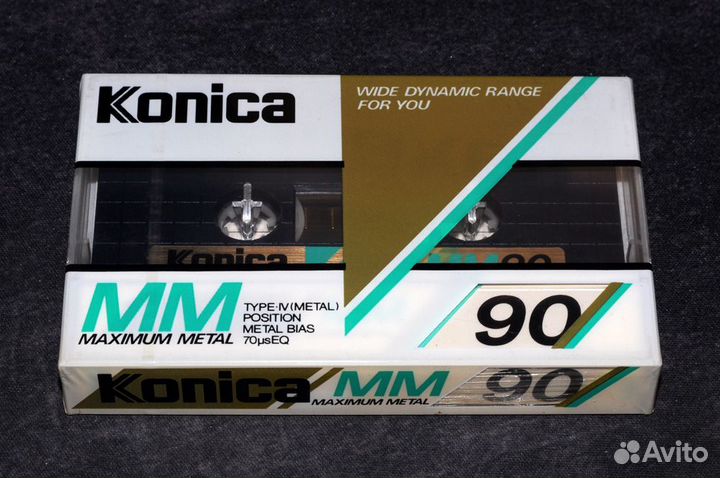 Konica
WIDE DYNAMIC RANGE
FOR YOU
Konica MM90
MM
MAXIMUM METAL
TYPE·IV(METAL)
POSITION
METAL BIAS
70µsEQ
90
Konica MM 90
MAXIMUM METAL
Avito